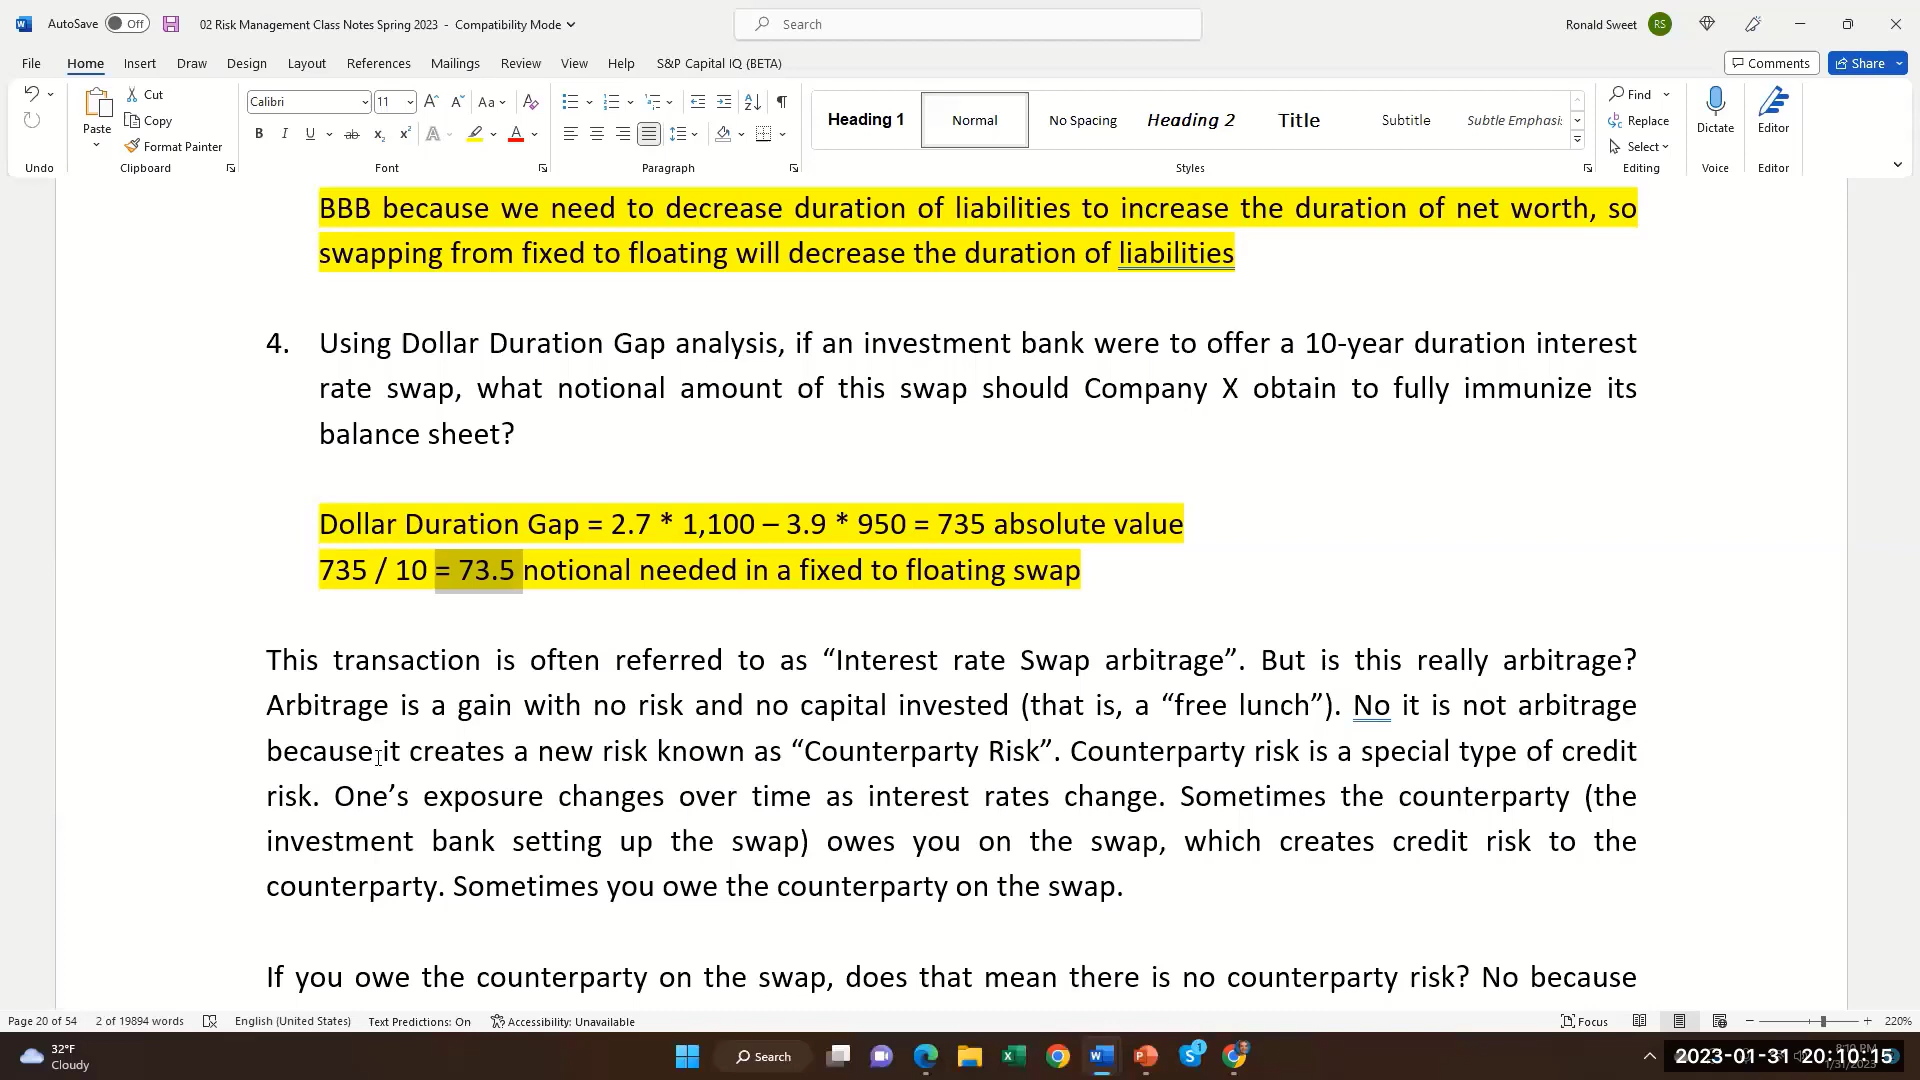 AutoSave Off 02 Risk Management Class Notes Spring 2023 - Compatibility Mode Search Ronald Sweet RS
File Home Insert Draw Design Layout References Mailings Review View Help S&P Capital IQ (BETA) Comments Share
Paste Cut Copy Format Painter
Calibri 11
Heading 1 Normal No Spacing Heading 2 Title Subtitle Subtle Emphasis
Find Replace Select Dictate Editor
Undo Clipboard Font Paragraph Styles Editing Voice Editor
BBB because we need to decrease duration of liabilities to increase the duration of net worth, so
swapping from fixed to floating will decrease the duration of liabilities
4. Using Dollar Duration Gap analysis, if an investment bank were to offer a 10-year duration interest
rate swap, what notional amount of this swap should Company X obtain to fully immunize its
balance sheet?
Dollar Duration Gap = 2.7 * 1,100 – 3.9 * 950 = 735 absolute value
735 / 10 = 73.5 notional needed in a fixed to floating swap
This transaction is often referred to as “Interest rate Swap arbitrage”. But is this really arbitrage?
Arbitrage is a gain with no risk and no capital invested (that is, a “free lunch”). No it is not arbitrage
because it creates a new risk known as “Counterparty Risk”. Counterparty risk is a special type of credit
risk. One’s exposure changes over time as interest rates change. Sometimes the counterparty (the
investment bank setting up the swap) owes you on the swap, which creates credit risk to the
counterparty. Sometimes you owe the counterparty on the swap.
If you owe the counterparty on the swap, does that mean there is no counterparty risk? No because
Page 20 of 54 2 of 19894 words English (United States) Text Predictions: On Accessibility: Unavailable Focus 220%
32°F
Cloudy
Search
2023-01-31 20:10:15